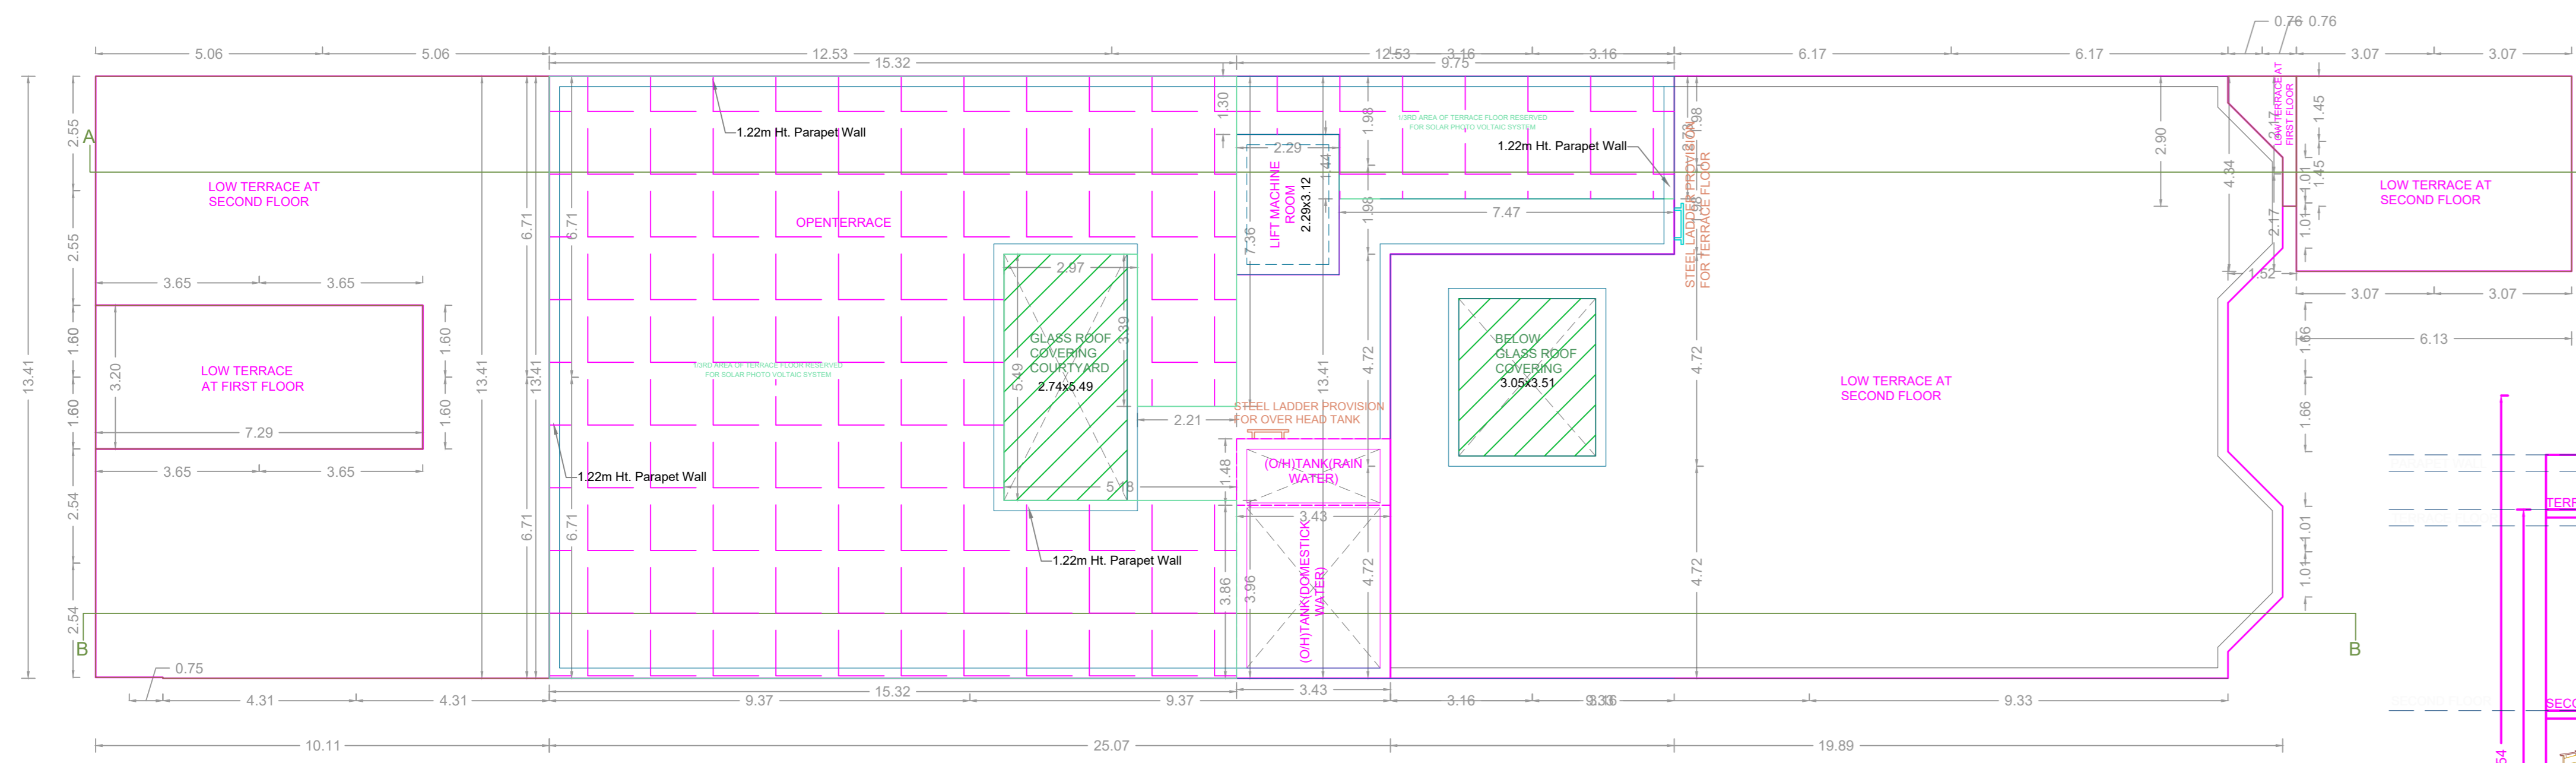 0.76
0.76
5.06
5.06
12.53
12.53
3.16
3.16
6.17
6.17
3.07
3.07
15.32
9.75
13.41
2.55
A
1.30
1.22m Ht. Parapet Wall
1.98
1/3RD AREA OF TERRACE FLOOR RESERVED
FOR SOLAR PHOTO VOLTAIC SYSTEM
1.22m Ht. Parapet Wall
1.98
STEEL LADDER PROVISION
FOR TERRACE FLOOR
2.90
LOW TERRACE AT
FIRST FLOOR
2.17
1.45
1.45
LOW TERRACE AT
SECOND FLOOR
2.29
1.44
LIFT MACHINE
ROOM
2.29x3.12
4.34
1.01
1.01
LOW TERRACE AT
SECOND FLOOR
OPENTERRACE
6.71
6.71
7.36
1.98
7.47
1.98
2.17
2.55
3.65
3.65
2.97
1.52
3.07
3.07
1.60
3.20
1.60
LOW TERRACE
AT FIRST FLOOR
13.41
13.41
1/3RD AREA OF TERRACE FLOOR RESERVED
FOR SOLAR PHOTO VOLTAIC SYSTEM
GLASS ROOF
COVERING
COURTYARD
2.74x5.49
5.49
3.39
13.41
4.72
BELOW
GLASS ROOF
COVERING
3.05x3.51
4.72
LOW TERRACE AT
SECOND FLOOR
1.66
6.13
1.66
1.60
1.60
7.29
2.21
STEEL LADDER PROVISION
FOR OVER HEAD TANK
3.65
3.65
1.22m Ht. Parapet Wall
5.18
1.48
(O/H)TANK(RAIN
WATER)
2.54
6.71
6.71
3.43
1.01
1.01
TERR
1.22m Ht. Parapet Wall
3.86
3.96
(O/H)TANK(DOMESTICK
WATER)
4.72
4.72
2.54
B
B
0.75
4.31
4.31
15.32
9.37
9.37
3.43
3.16
3.16
9.33
9.33
SECO
10.11
25.07
19.89
54